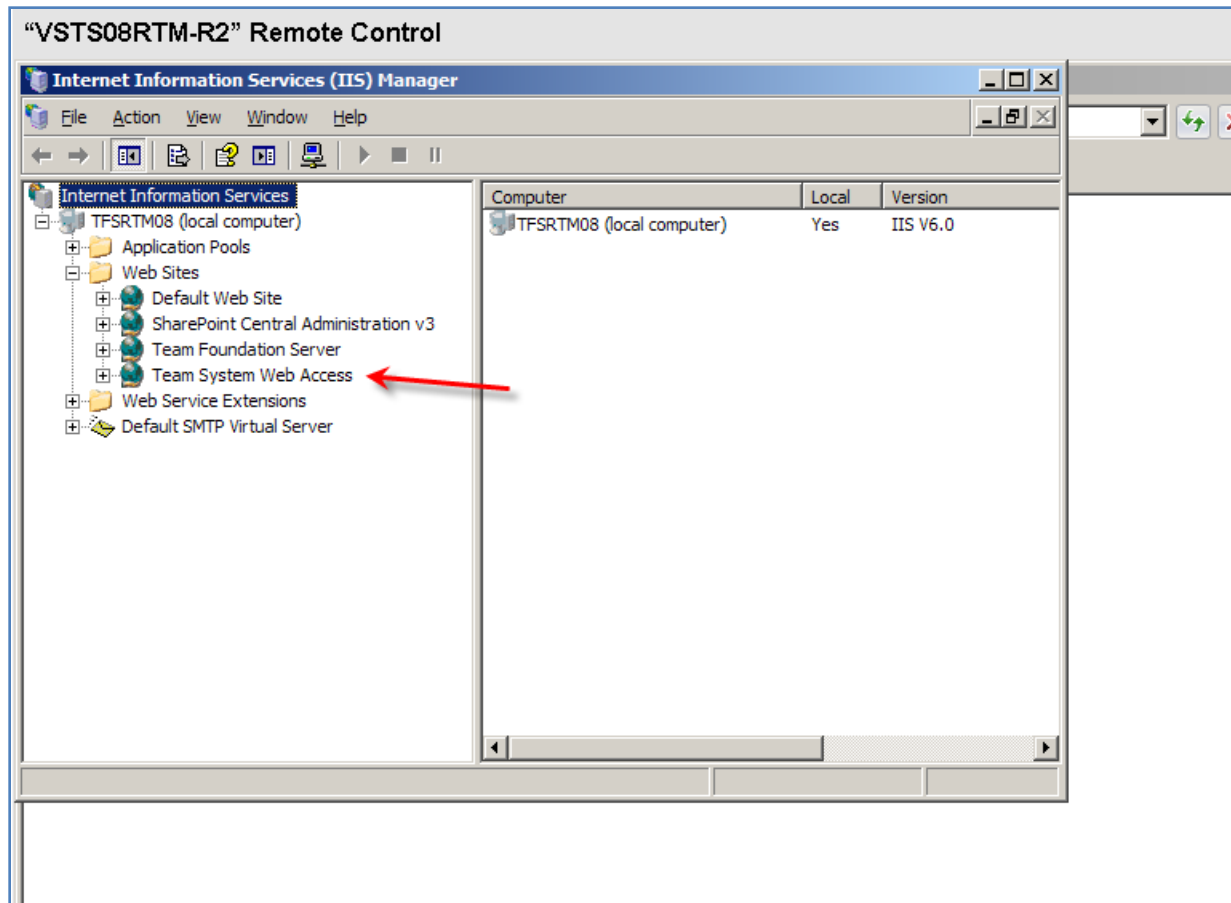 “VSTS08RTM-R2” Remote Control
Internet Information Services (IIS) Manager
File Action View Window Help
Internet Information Services
TFSRTM08 (local computer)
Application Pools
Web Sites
Default Web Site
SharePoint Central Administration v3
Team Foundation Server
Team System Web Access
Web Service Extensions
Default SMTP Virtual Server
Computer Local Version
TFSRTM08 (local computer) Yes IIS V6.0